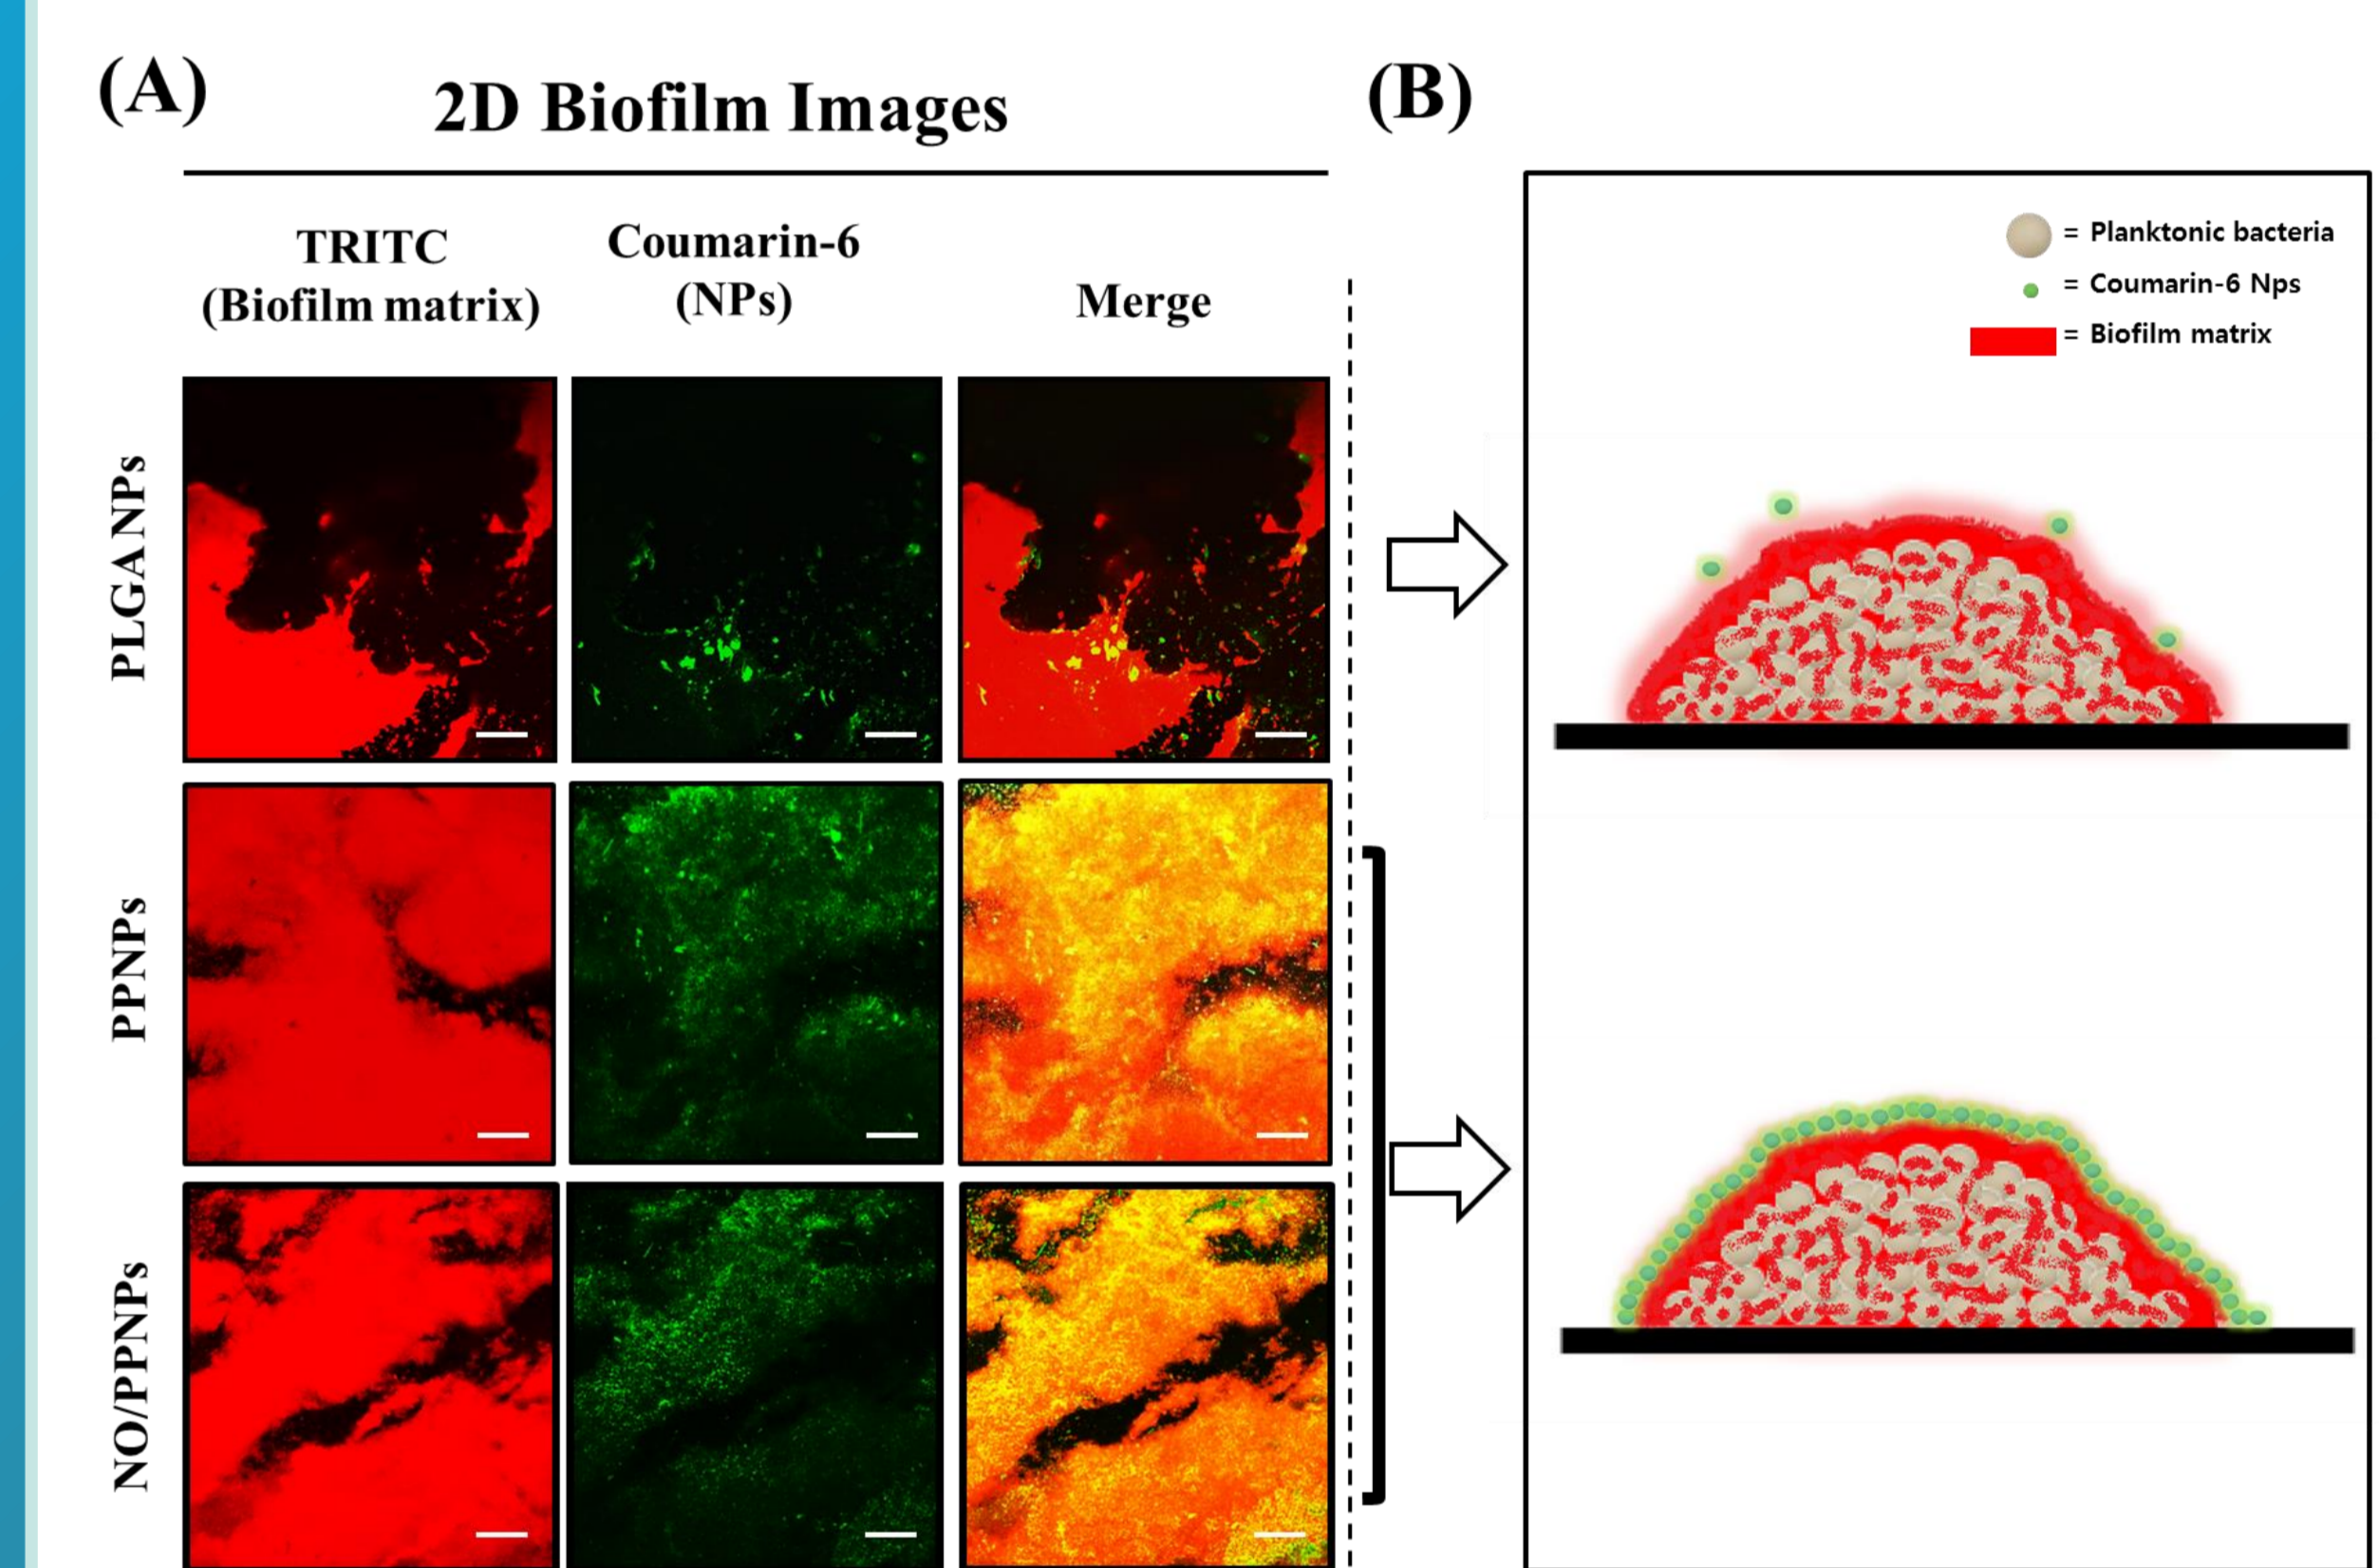 (A)
2D Biofilm Images
TRITC
(Biofilm matrix)
Coumarin-6
(NPs)
Merge
PLGA NPs
PPNPs
NO/PPNPs
(B)
= Planktonic bacteria
= Coumarin-6 Nps
= Biofilm matrix